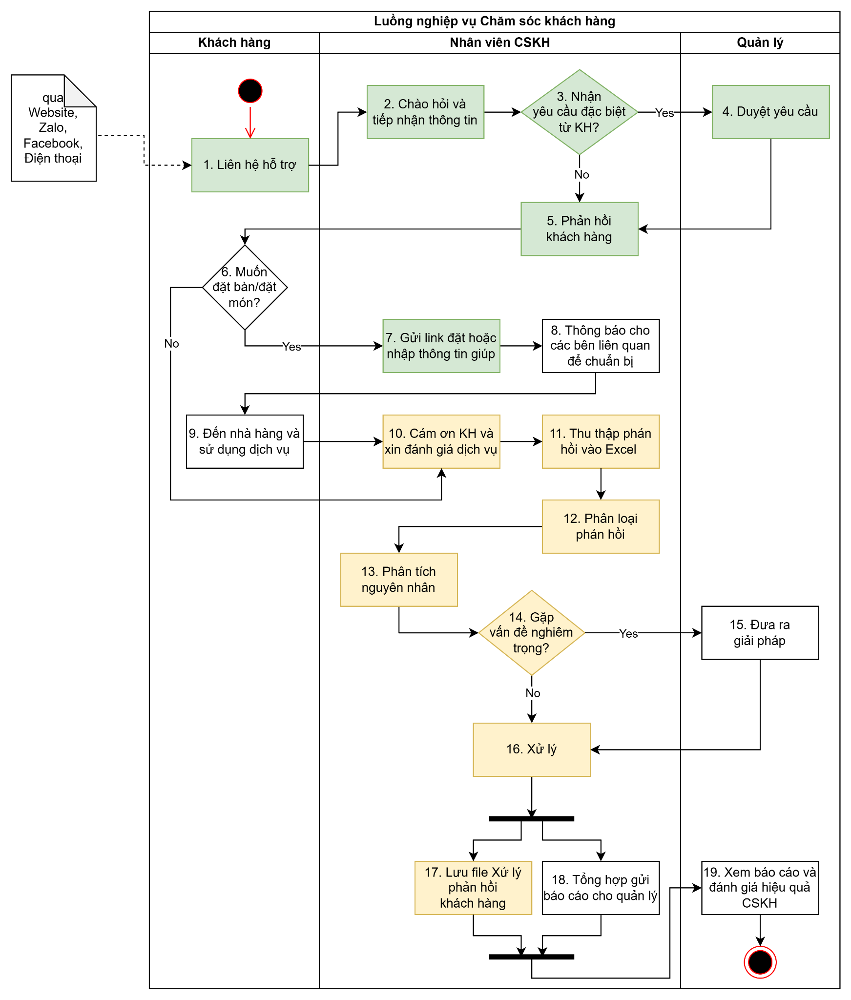 Luồng nghiệp vụ Chăm sóc khách hàng
Khách hàng
Nhân viên CSKH
Quản lý
qua
Website,
Zalo,
Facebook,
Điện thoại
1. Liên hệ hỗ trợ
2. Chào hỏi và
tiếp nhận thông tin
3. Nhận
yêu cầu đặc biệt
từ KH?
Yes
4. Duyệt yêu cầu
No
5. Phản hồi
khách hàng
6. Muốn
đặt bàn/đặt
món?
No
Yes
7. Gửi link đặt hoặc
nhập thông tin giúp
8. Thông báo cho
các bên liên quan
để chuẩn bị
9. Đến nhà hàng và
sử dụng dịch vụ
10. Cảm ơn KH và
xin đánh giá dịch vụ
11. Thu thập phản
hồi vào Excel
12. Phân loại
phản hồi
13. Phân tích
nguyên nhân
14. Gặp
vấn đề nghiêm
trọng?
Yes
15. Đưa ra
giải pháp
No
16. Xử lý
17. Lưu file Xử lý
phản hồi
khách hàng
18. Tổng hợp gửi
báo cáo cho quản lý
19. Xem báo cáo và
đánh giá hiệu quả
CSKH